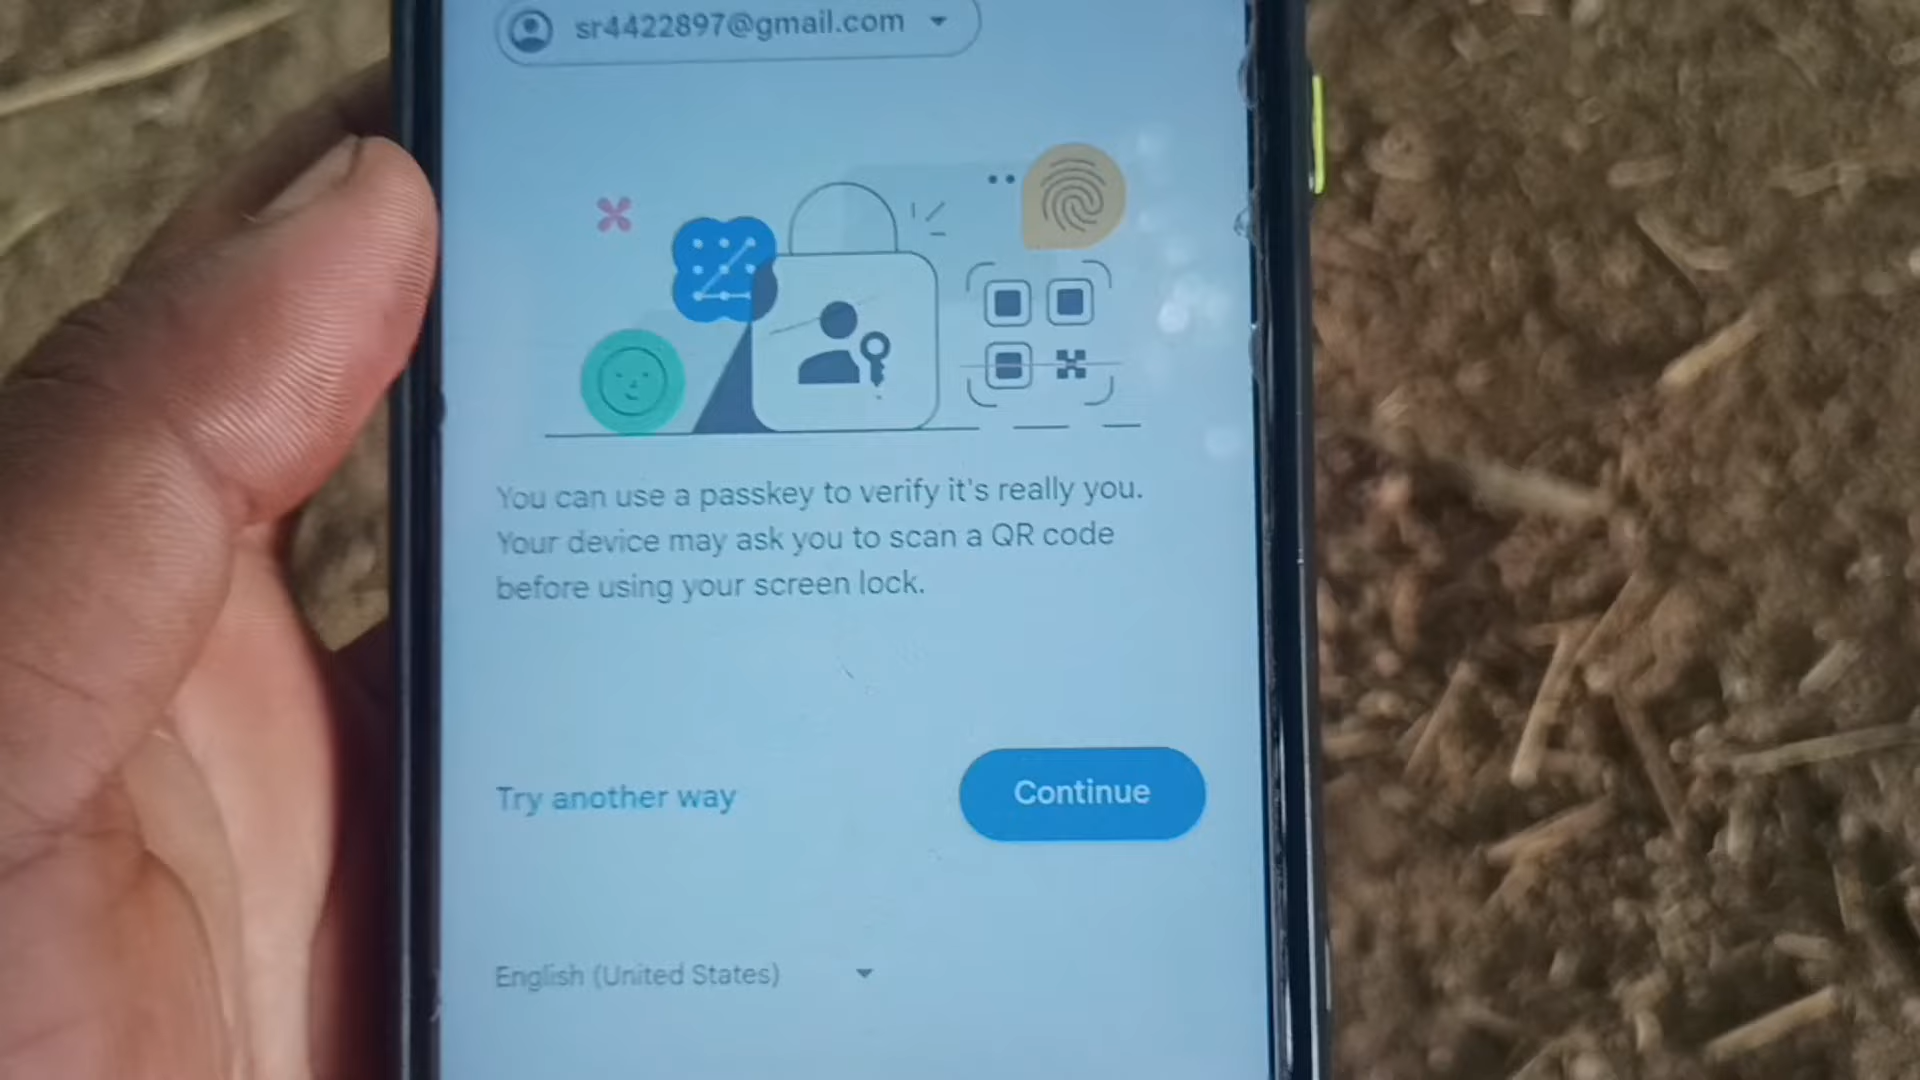 sr4422897@gmail.com
You can use a passkey to verify it's really you.
Your device may ask you to scan a QR code
before using your screen lock.
Try another way
Continue
English (United States)